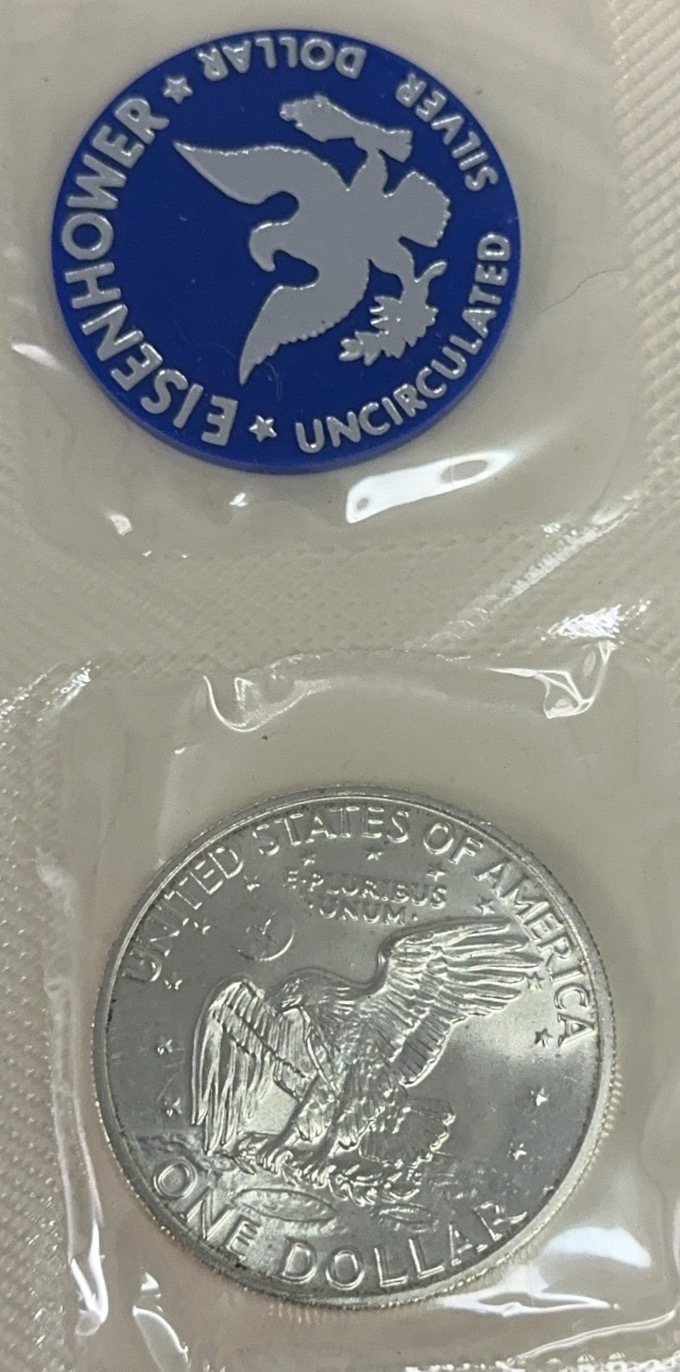 EISENHOWER
SILVER DOLLAR
UNCIRCULATED
UNITED STATES OF AMERICA
E·PLURIBUS
·UNUM·
ONE DOLLAR